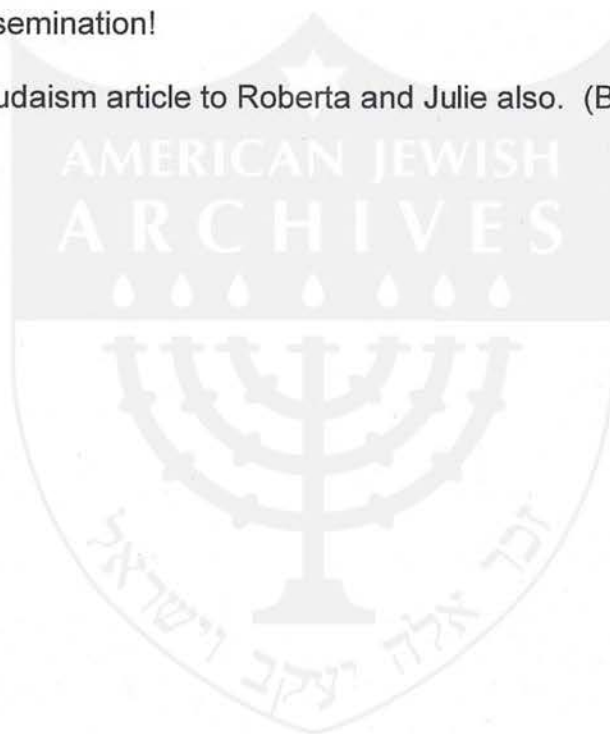 semination!
udaism article to Roberta and Julie also. (B
AMERICAN JEWISH
ARCHIVES
זכר אלה יעקב וישראל